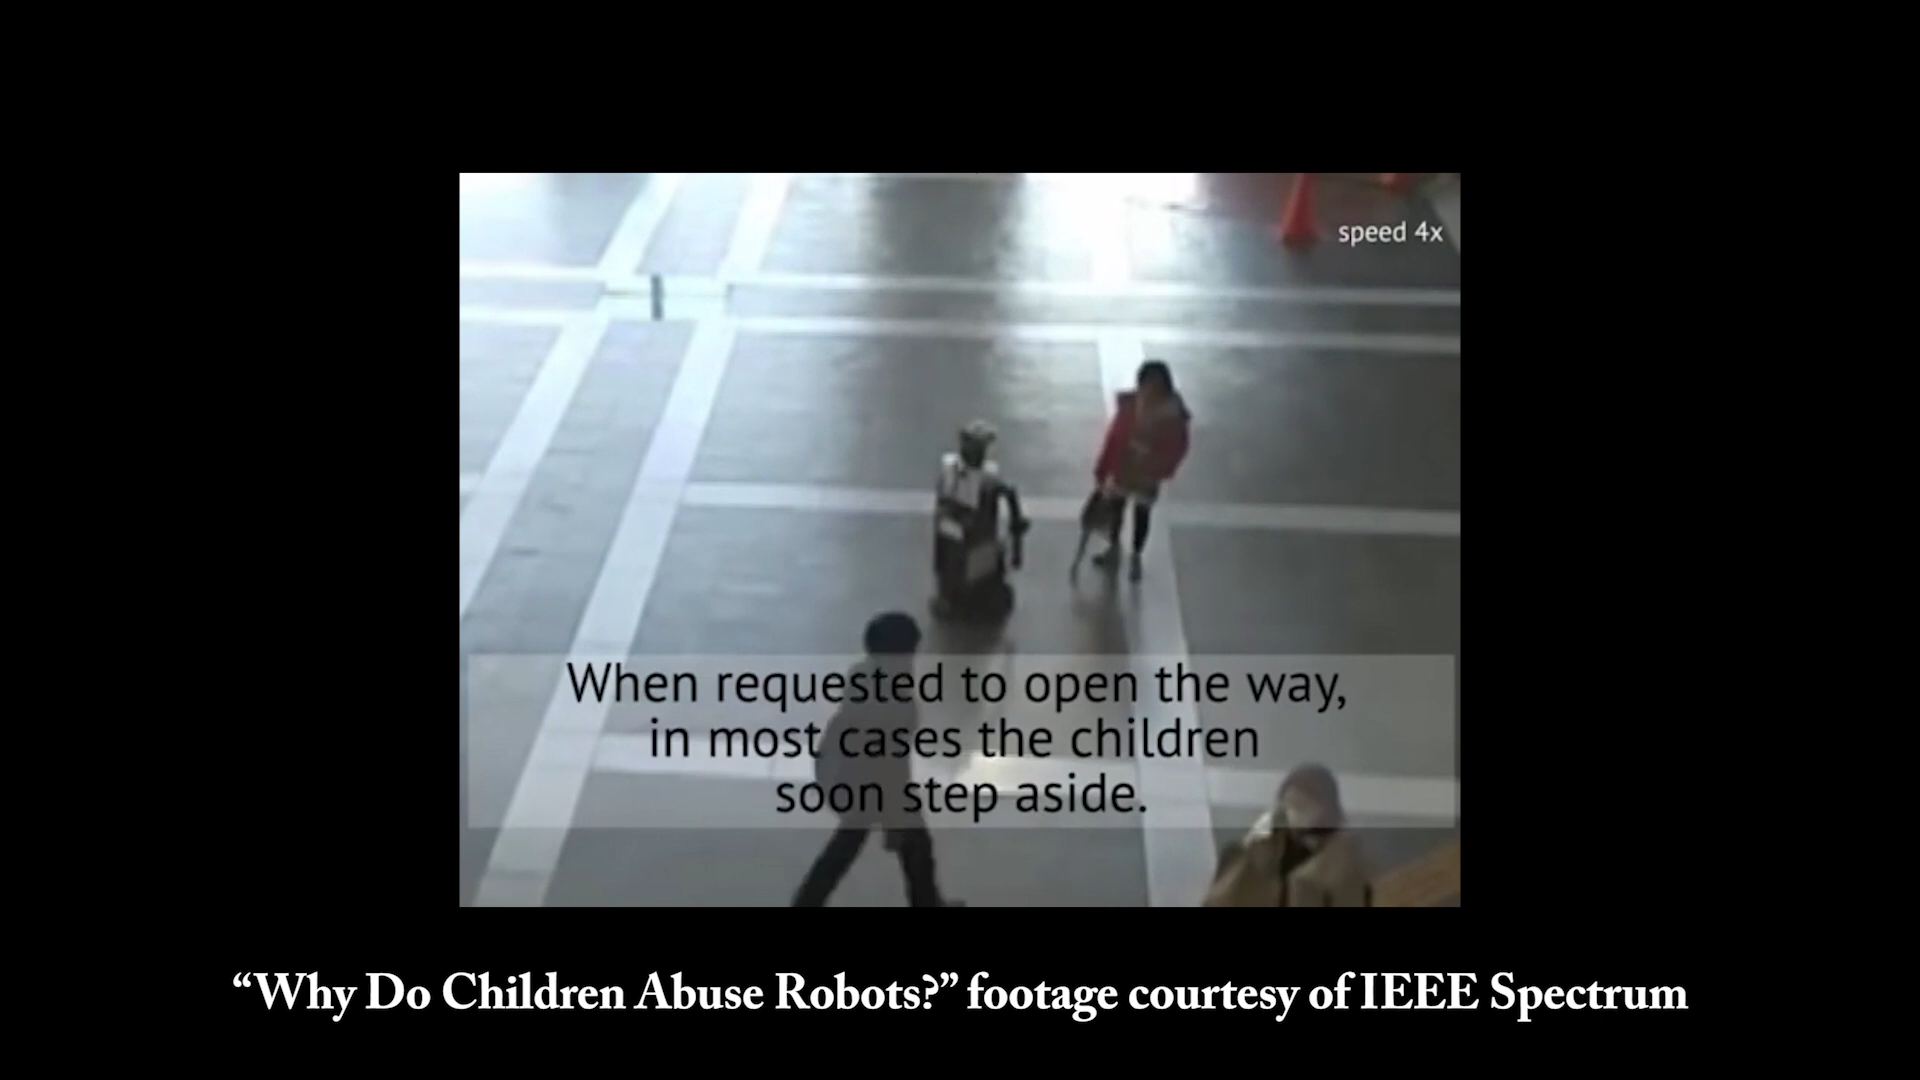 speed 4x
When requested to open the way,
in most cases the children
soon step aside.
“Why Do Children Abuse Robots?” footage courtesy of IEEE Spectrum